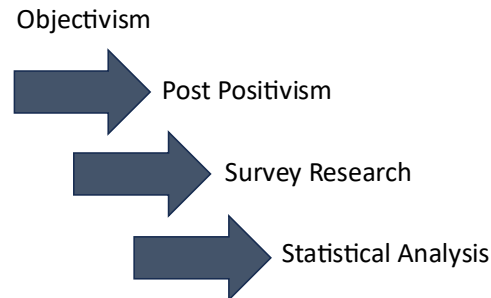 Objectivism
Post Positivism
Survey Research
Statistical Analysis